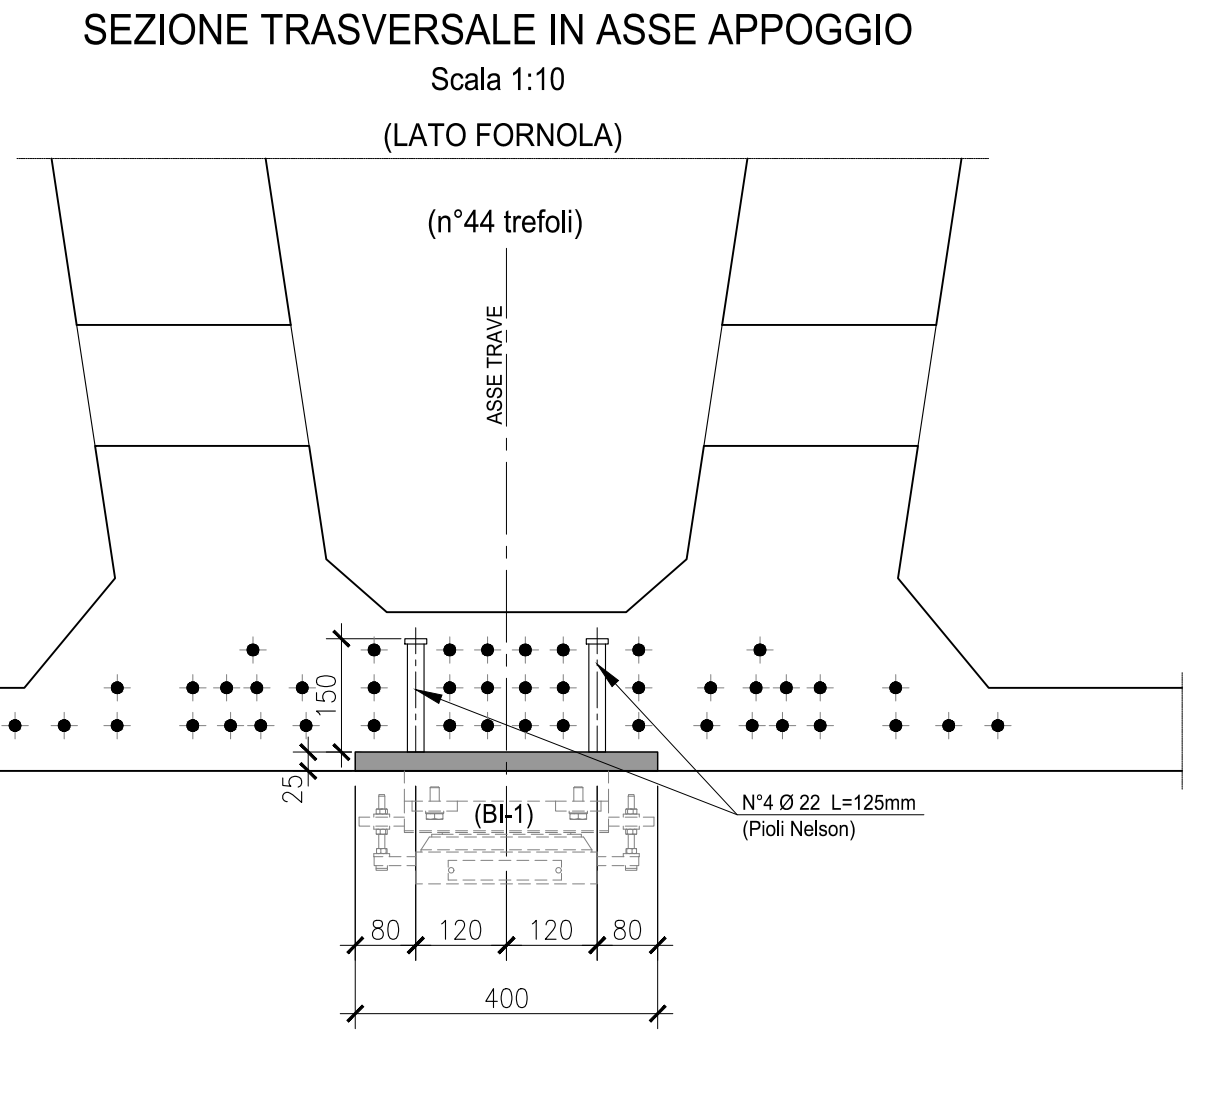 SEZIONE TRASVERSALE IN ASSE APPOGGIO
Scala 1:10
(LATO FORNOLA)
(n°44 trefoli)
ASSE TRAVE
150
25
N°4 Ø 22 L=125mm
(Pioli Nelson)
(BI-1)
80 120 120 80
400